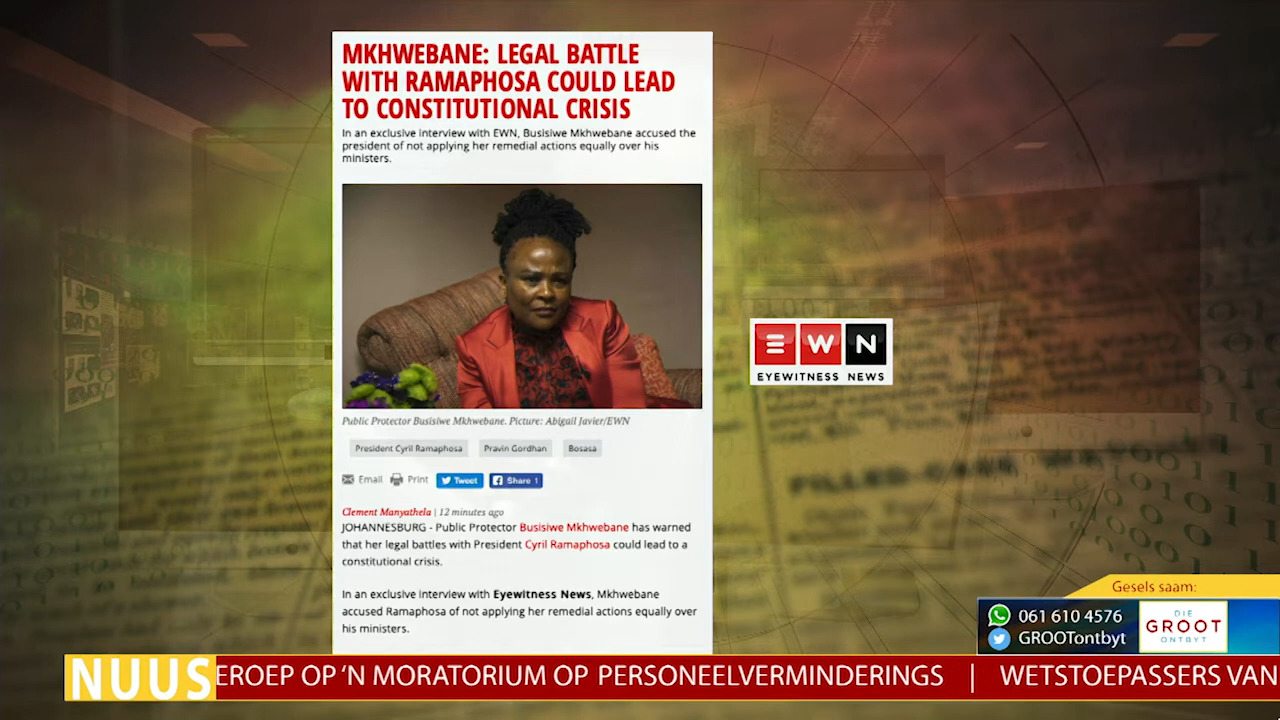 MKHWEBANE: LEGAL BATTLE
WITH RAMAPHOSA COULD LEAD
TO CONSTITUTIONAL CRISIS
In an exclusive interview with EWN, Busisiwe Mkhwebane accused the
president of not applying her remedial actions equally over his
ministers.
Public Protector Busisiwe Mkhwebane. Picture: Abigail Javier/EWN
President Cyril Ramaphosa Pravin Gordhan Bosasa
Email Print Tweet Share 1
Clement Manyathela | 12 minutes ago
JOHANNESBURG - Public Protector Busisiwe Mkhwebane has warned
that her legal battles with President Cyril Ramaphosa could lead to a
constitutional crisis.
In an exclusive interview with Eyewitness News, Mkhwebane
accused Ramaphosa of not applying her remedial actions equally over
his ministers.
EWN
EYEWITNESS NEWS
Gesels saam:
061 610 4576
GROOTontbyt
DIE
GROOT
ONTBYT
NUUS EROEP OP ‘N MORATORIUM OP PERSONEELVERMINDERINGS | WETSTOEPASSERS VAN